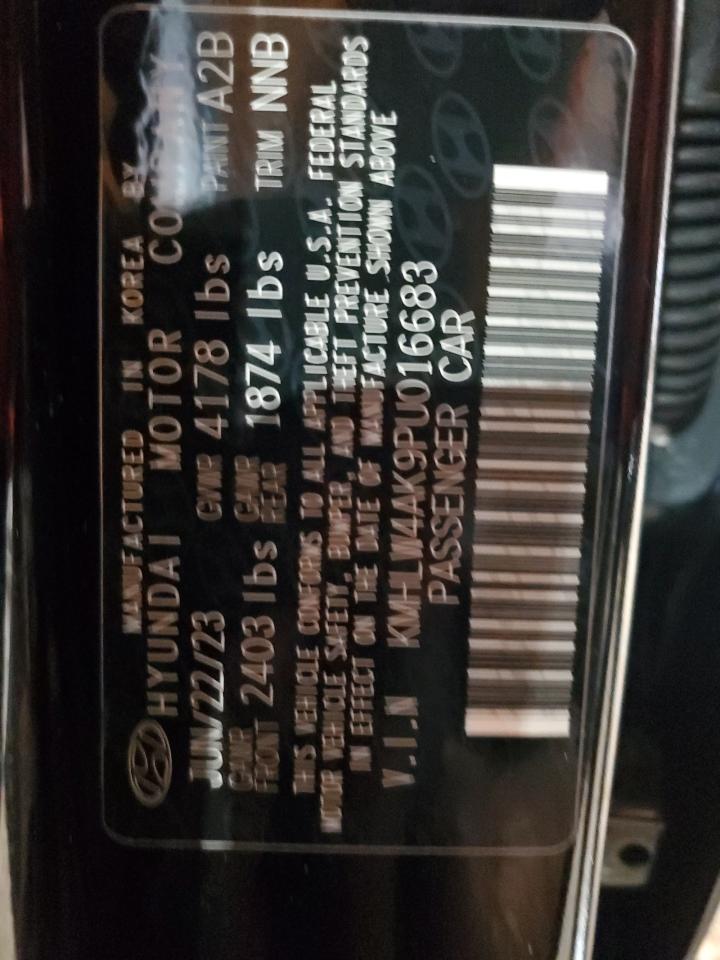 MANUFACTURED IN KOREA BY
HYUNDAI MOTOR COMPANY
JUN/22/23 GVWR 4178 lbs PAINT A2B
GAWR FRONT 2403 lbs GAWR REAR 1874 lbs TRIM NNB
THIS VEHICLE CONFORMS TO ALL APPLICABLE U.S.A. FEDERAL
MOTOR VEHICLE SAFETY, BUMPER, AND THEFT PREVENTION STANDARDS
IN EFFECT ON THE DATE OF MANUFACTURE SHOWN ABOVE
V.I.N KMHLW4AK9PU016683
PASSENGER CAR